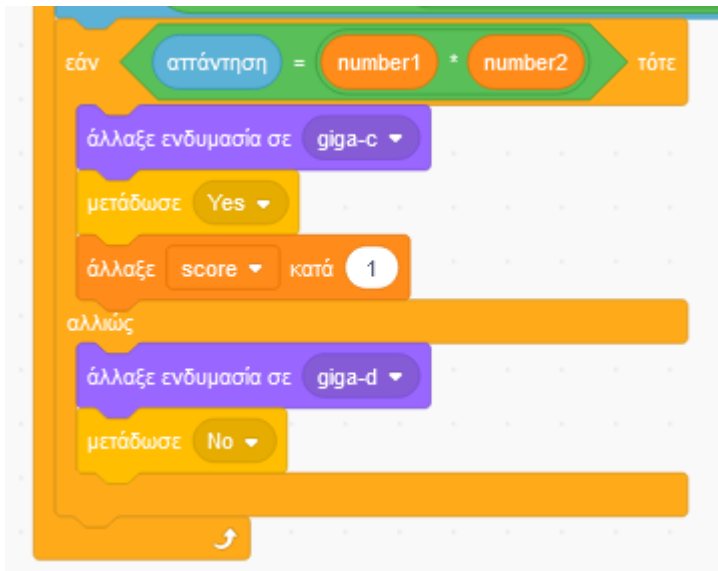 εάν απάντηση = number1 * number2 τότε
άλλαξε ενδυμασία σε giga-c
μετάδωσε Yes
άλλαξε score κατά 1
αλλιώς
άλλαξε ενδυμασία σε giga-d
μετάδωσε No